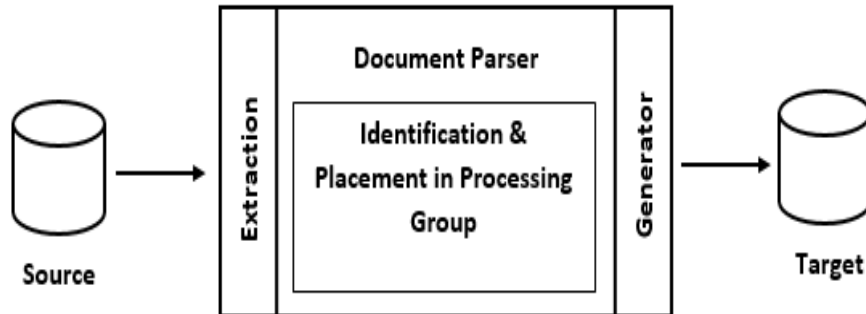 Source
Extraction
Document Parser
Identification &
Placement in Processing
Group
Generator
Target